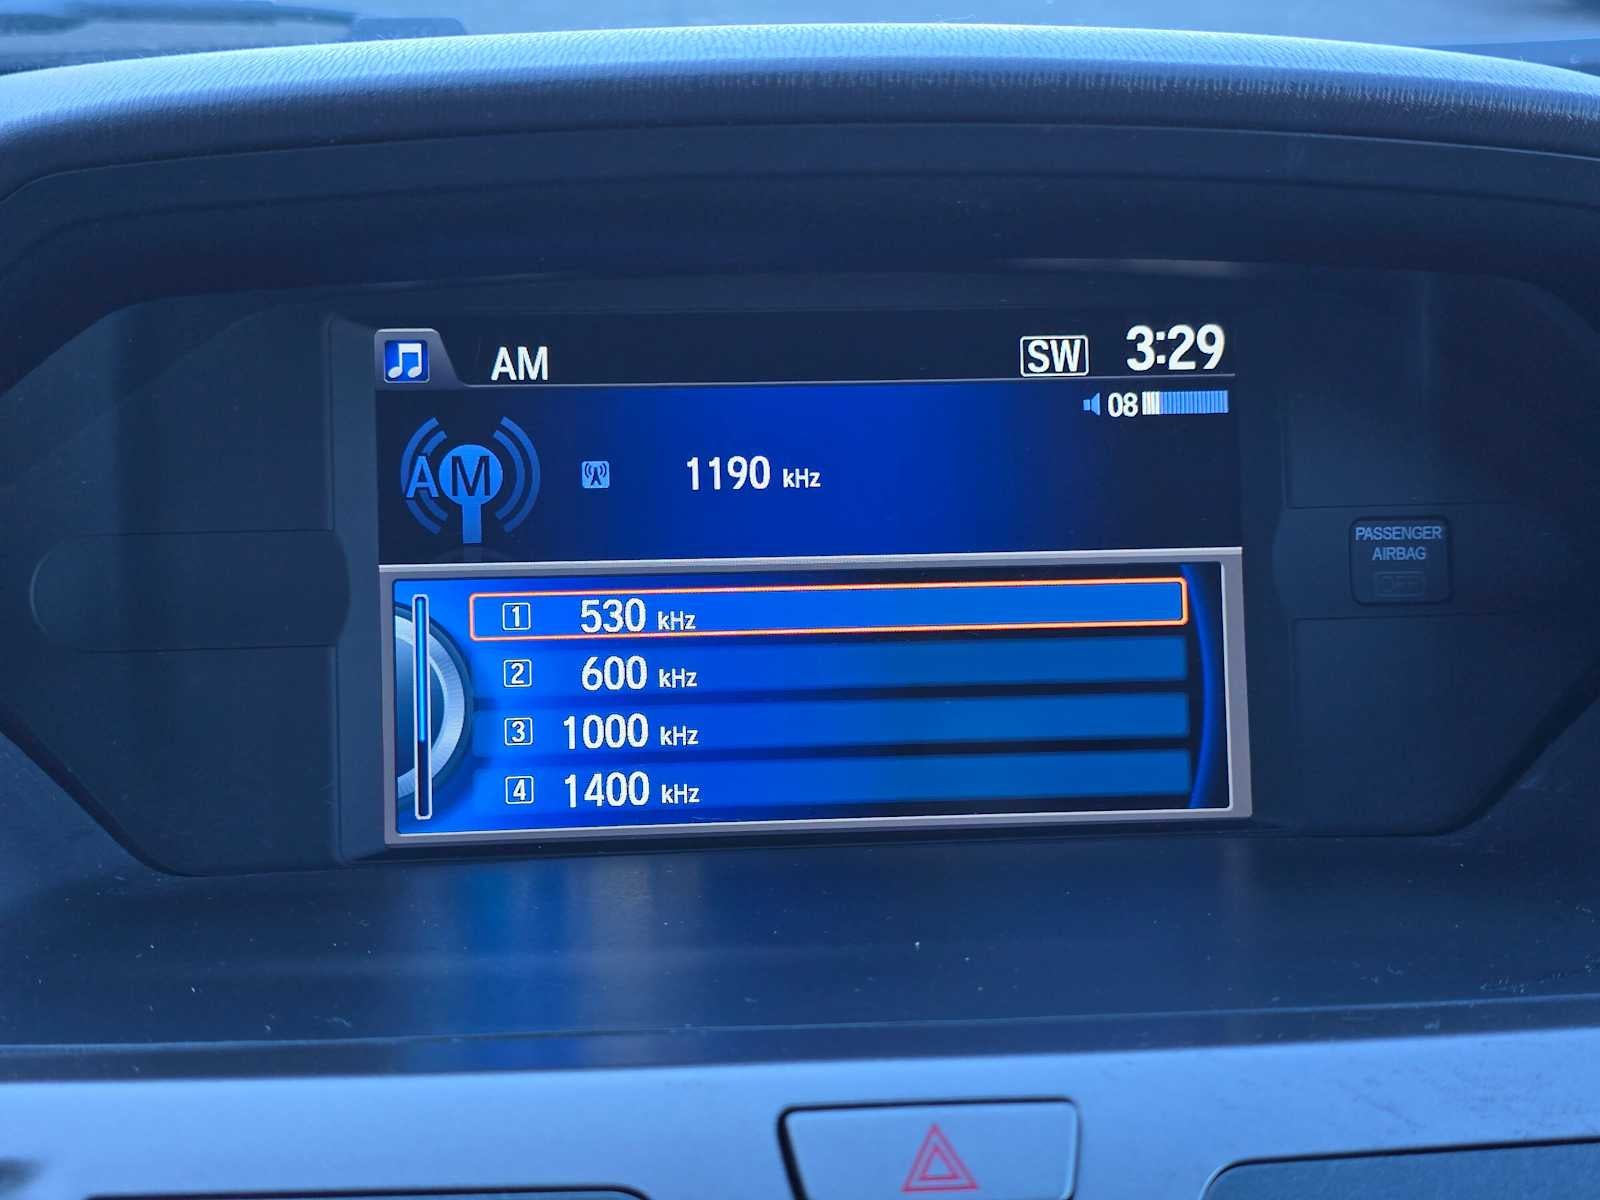 AM SW 3:29
08
AM 1190 kHz
1 530 kHz
2 600 kHz
3 1000 kHz
4 1400 kHz
PASSENGER
AIRBAG
OFF